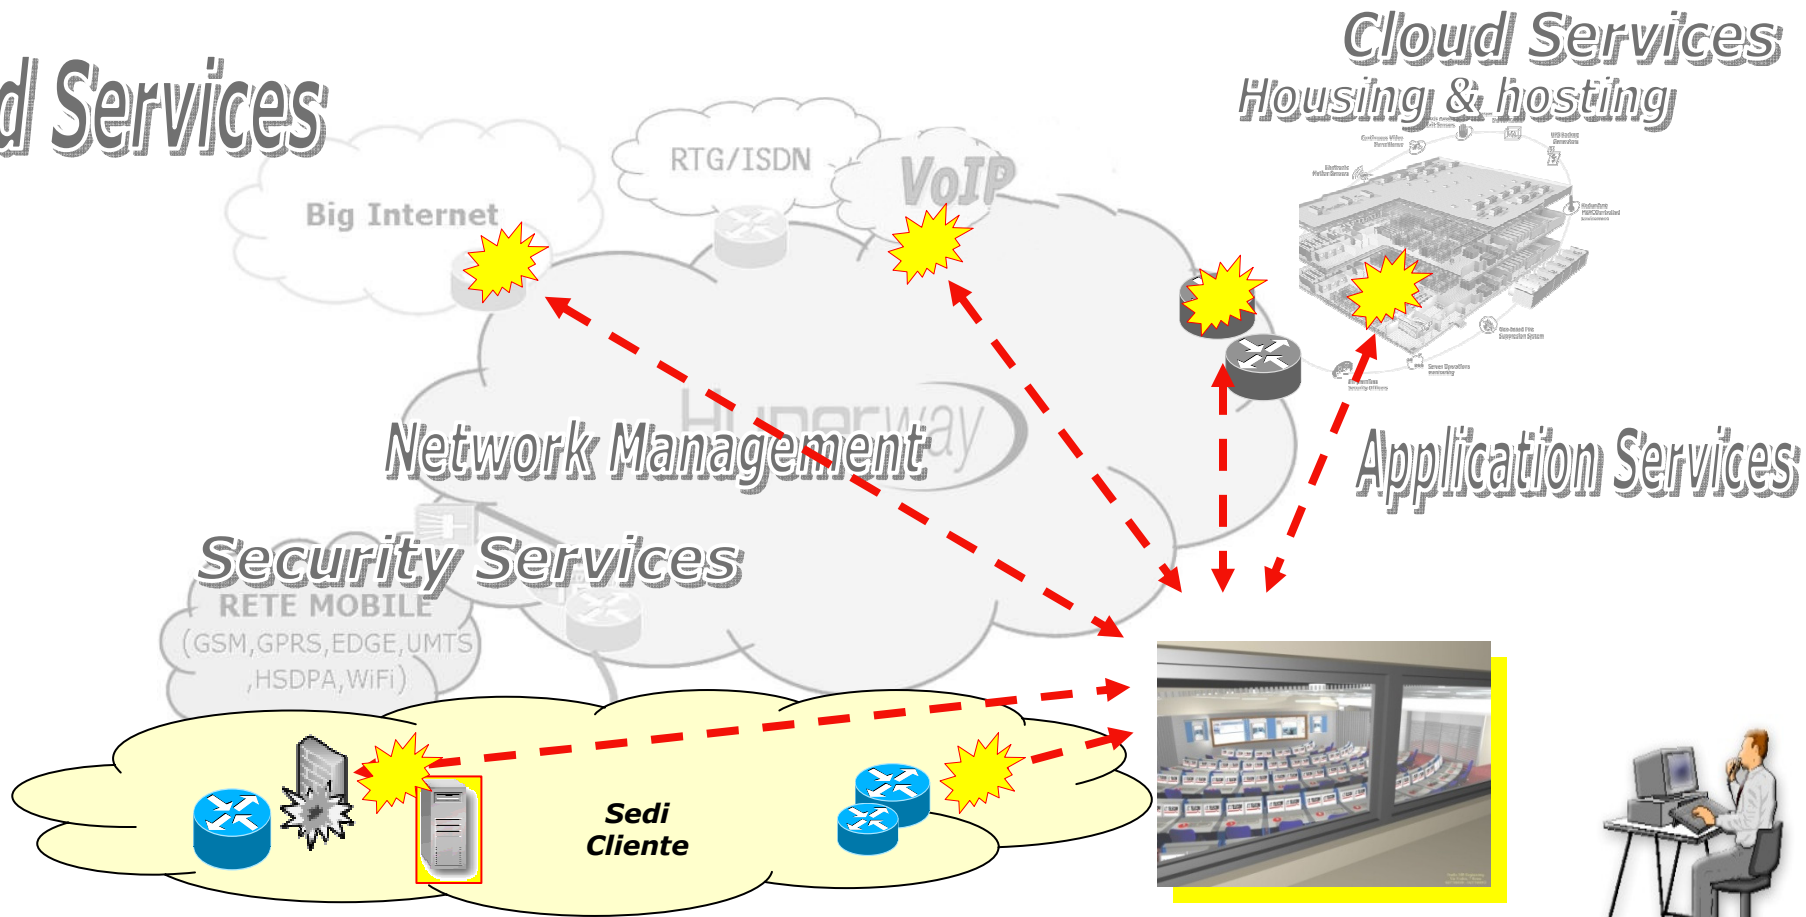 Cloud Services
Housing & hosting
d Services
RTG/ISDN
VoIP
Big Internet
Hyperway
Network Management
Application Services
Security Services
RETE MOBILE
(GSM,GPRS,EDGE,UMTS
,HSDPA,WiFi)
Sedi
Cliente